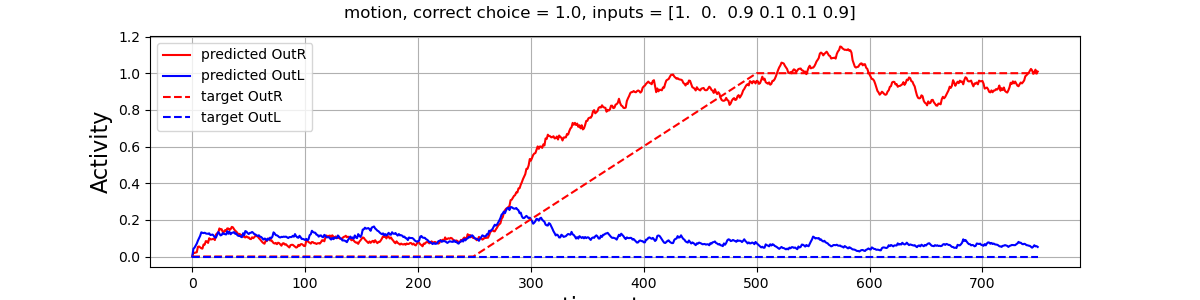 motion, correct choice = 1.0, inputs = [1. 0. 0.9 0.1 0.1 0.9]
1.2
1.0
0.8
0.6
0.4
0.2
0.0
Activity
predicted OutR
predicted OutL
target OutR
target OutL
0 100 200 300 400 500 600 700